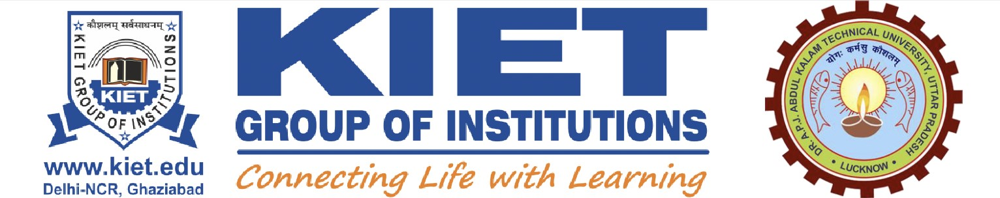 कौशलम् सर्वसाधनम्
KIET GROUP OF INSTITUTIONS
KIET
www.kiet.edu
Delhi-NCR, Ghaziabad
KIET
GROUP OF INSTITUTIONS
Connecting Life with Learning
DR. A.P.J. ABDUL KALAM TECHNICAL UNIVERSITY, UTTAR PRADESH
योगः कर्मसु कौशलम्
• LUCKNOW •